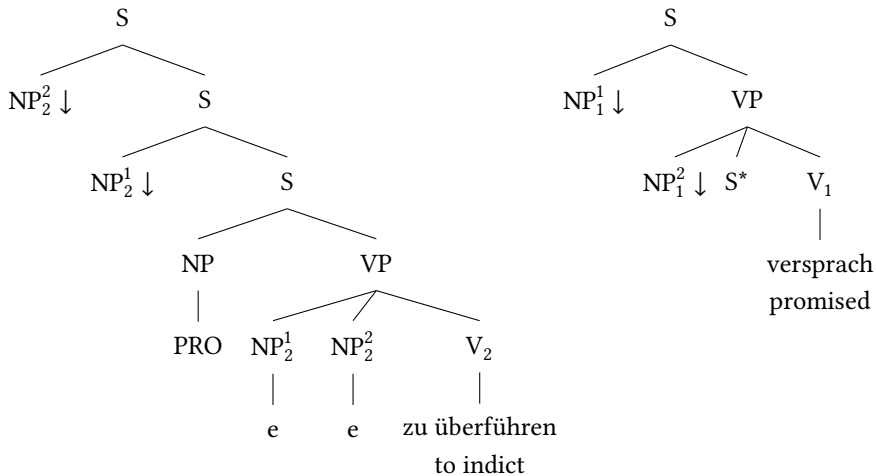 S S
NP²₂ ↓ S NP¹₁ ↓ VP
NP¹₂ ↓ S NP²₁ ↓ S* V₁
NP VP versprach
promised
PRO NP¹₂ NP²₂ V₂
e e zu überführen
to indict